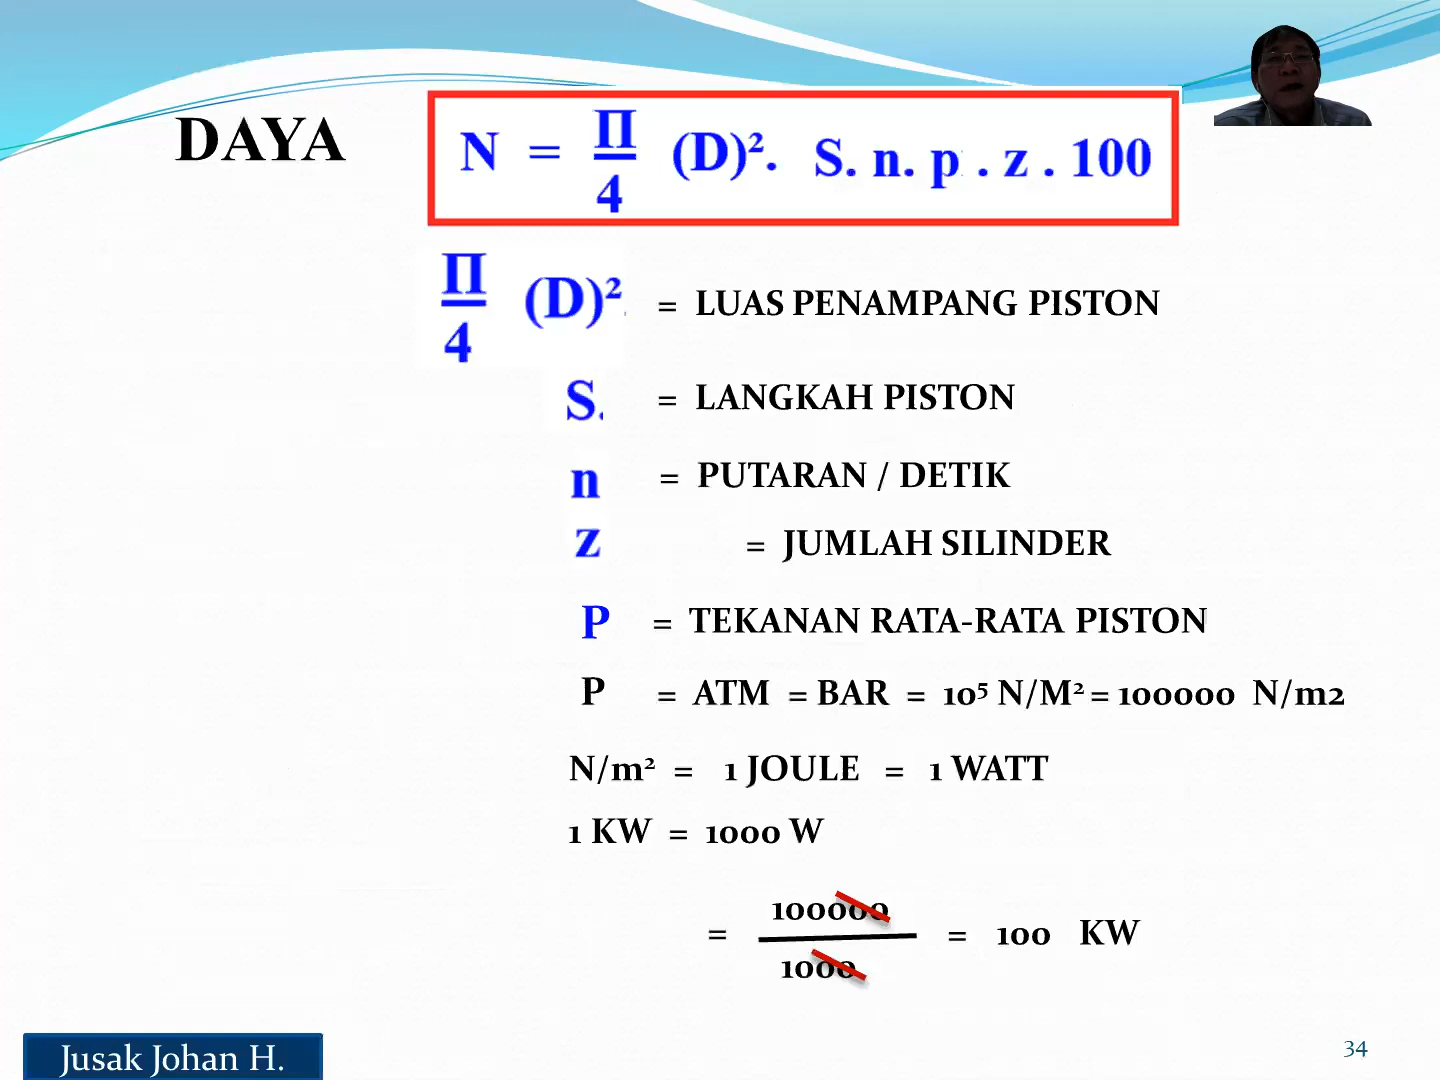 DAYA
N = Π/4 (D)². S. n. p . z . 100
Π/4 (D)² = LUAS PENAMPANG PISTON
S. = LANGKAH PISTON
n = PUTARAN / DETIK
z = JUMLAH SILINDER
P = TEKANAN RATA-RATA PISTON
P = ATM = BAR = 10⁵ N/M² = 100000 N/m2
N/m² = 1 JOULE = 1 WATT
1 KW = 1000 W
= 100000/1000 = 100 KW
Jusak Johan H.
34